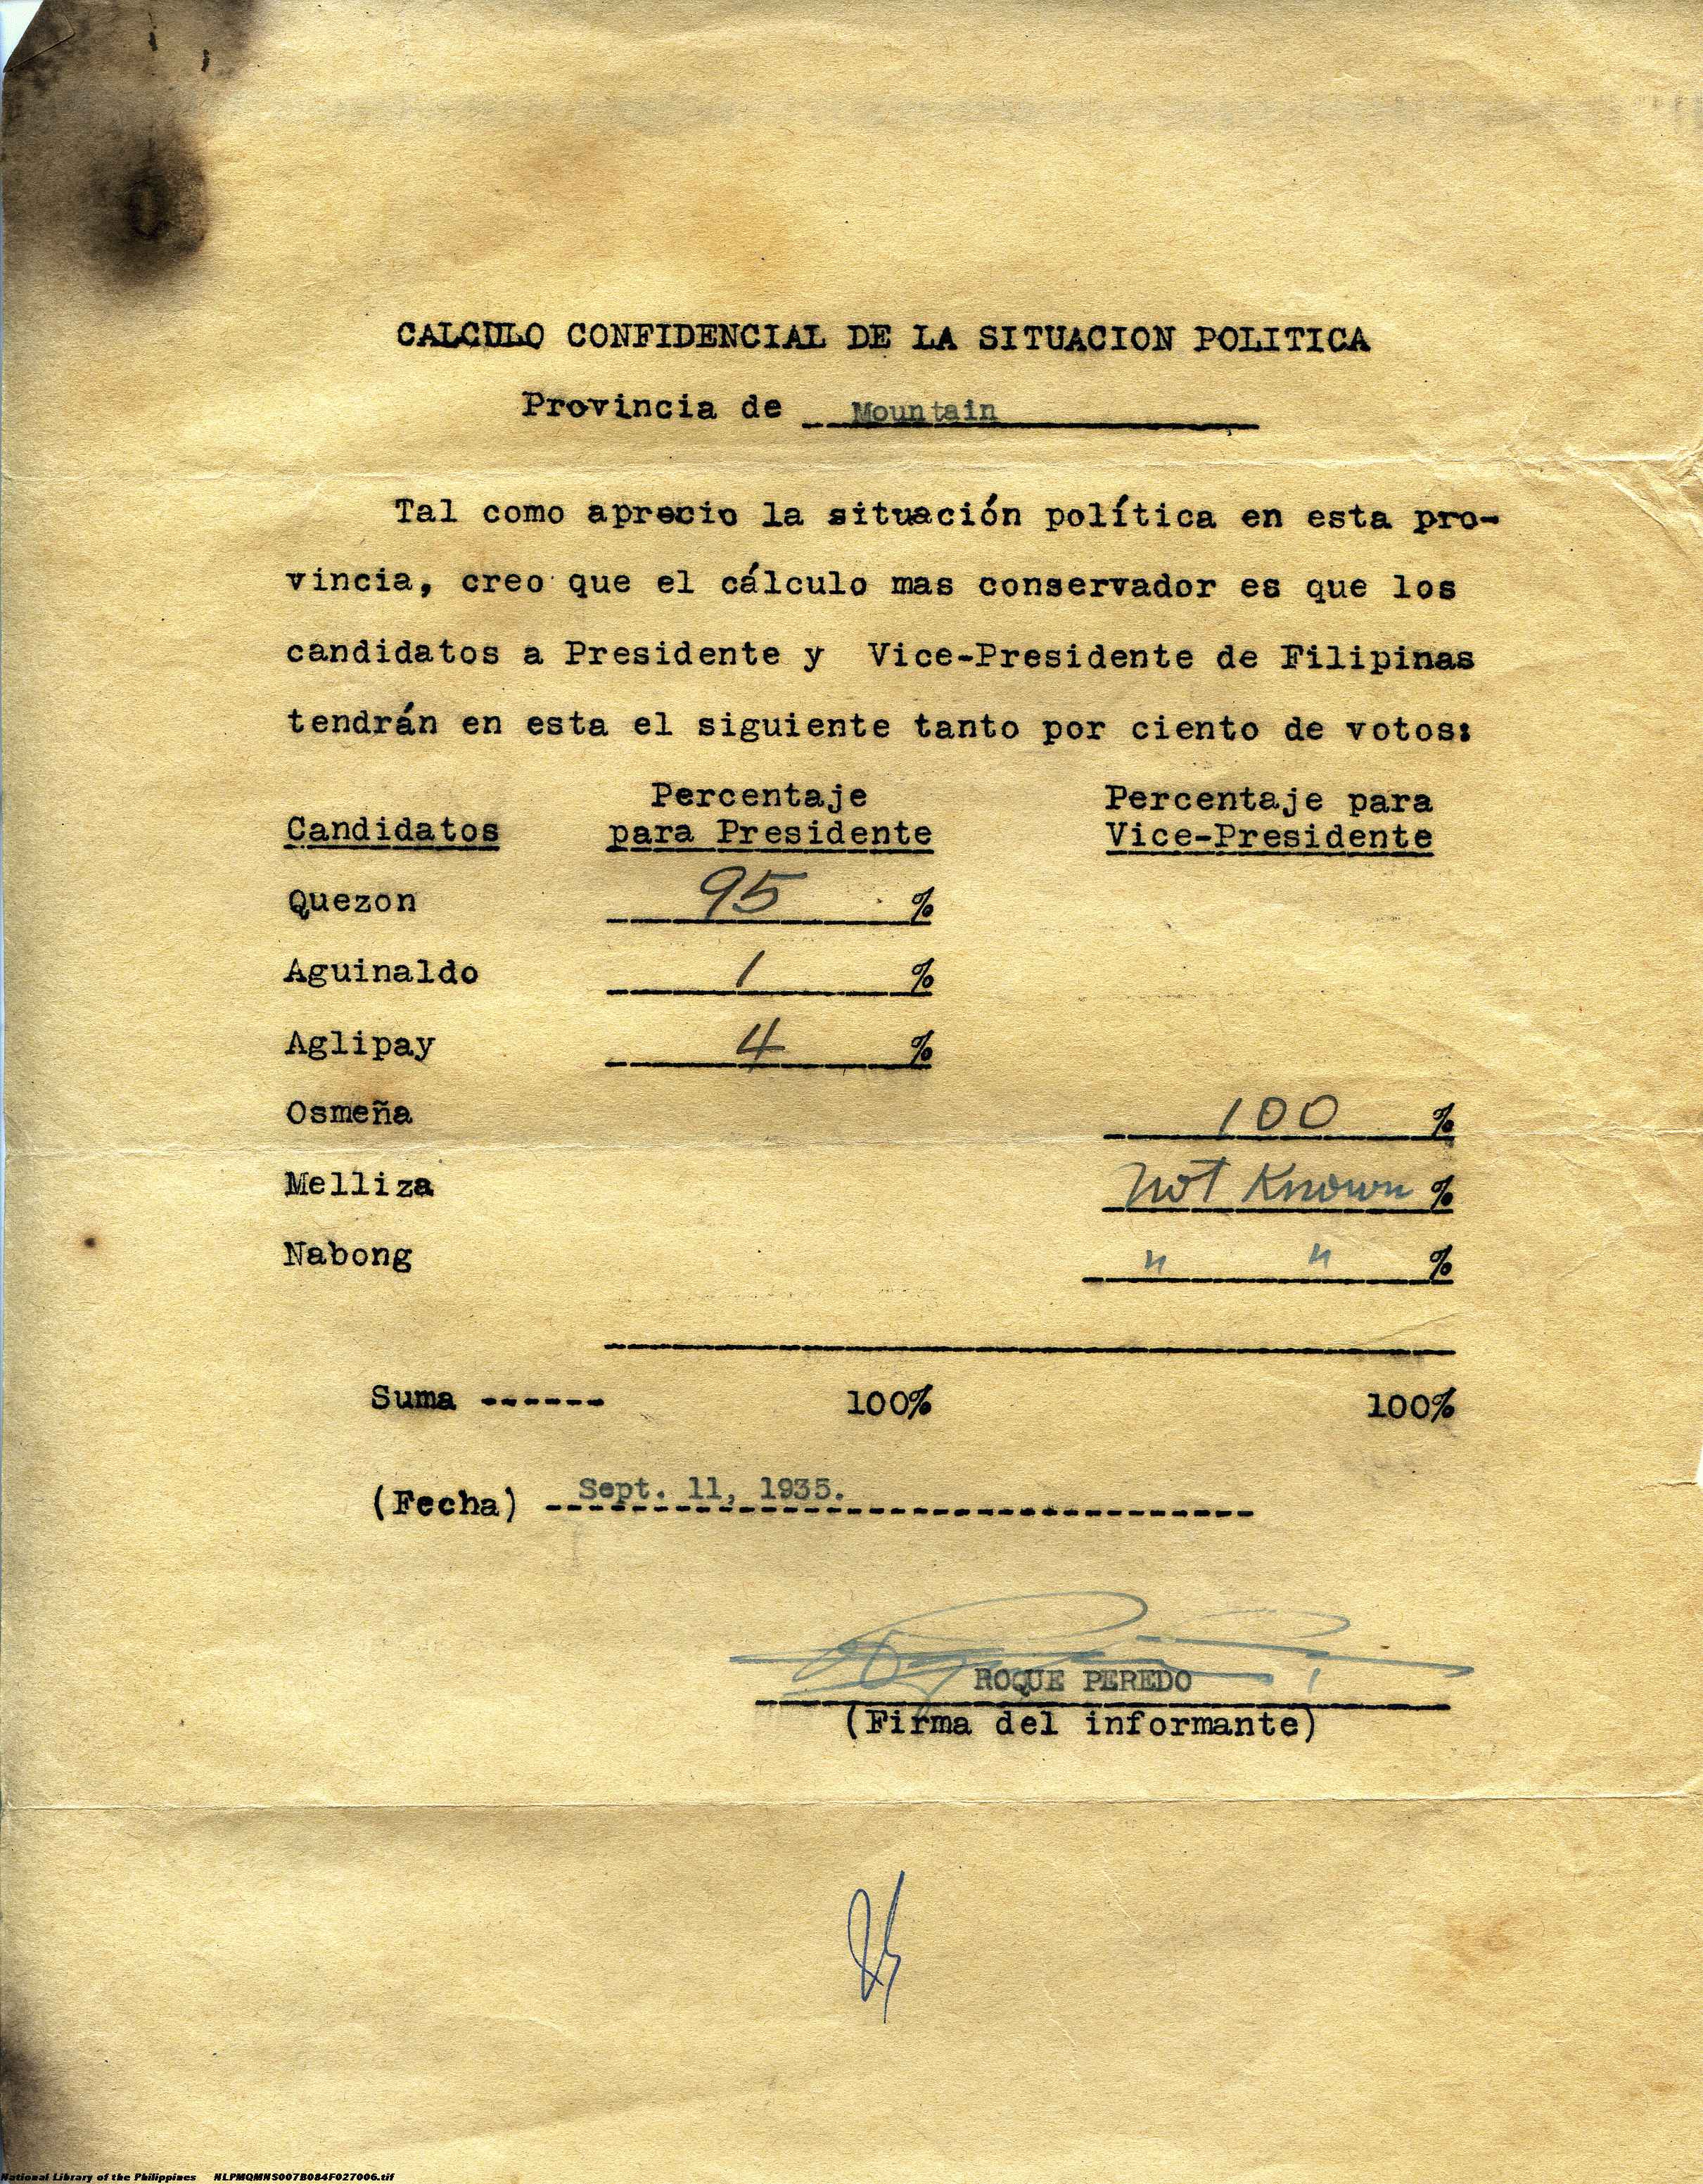 CALCULO CONFIDENCIAL DE LA SITUACION POLITICA
Provincia de Mountain
Tal como aprecio la situación política en esta pro-
vincia, creo que el cálculo mas conservador es que los
candidatos a Presidente y Vice-Presidente de Filipinas
tendrán en esta el siguiente tanto por ciento de votos:
Percentaje Percentaje para
Candidatos para Presidente Vice-Presidente
Quezon 95 %
Aguinaldo 1 %
Aglipay 4 %
Osmeña 100 %
Melliza Not Known %
Nabong " " %
Suma ------ 100% 100%
(Fecha) Sept. 11, 1935.
ROQUE PEREDO
(Firma del informante)
National Library of the Philippines NLPMQMNS007B084F027006.tif